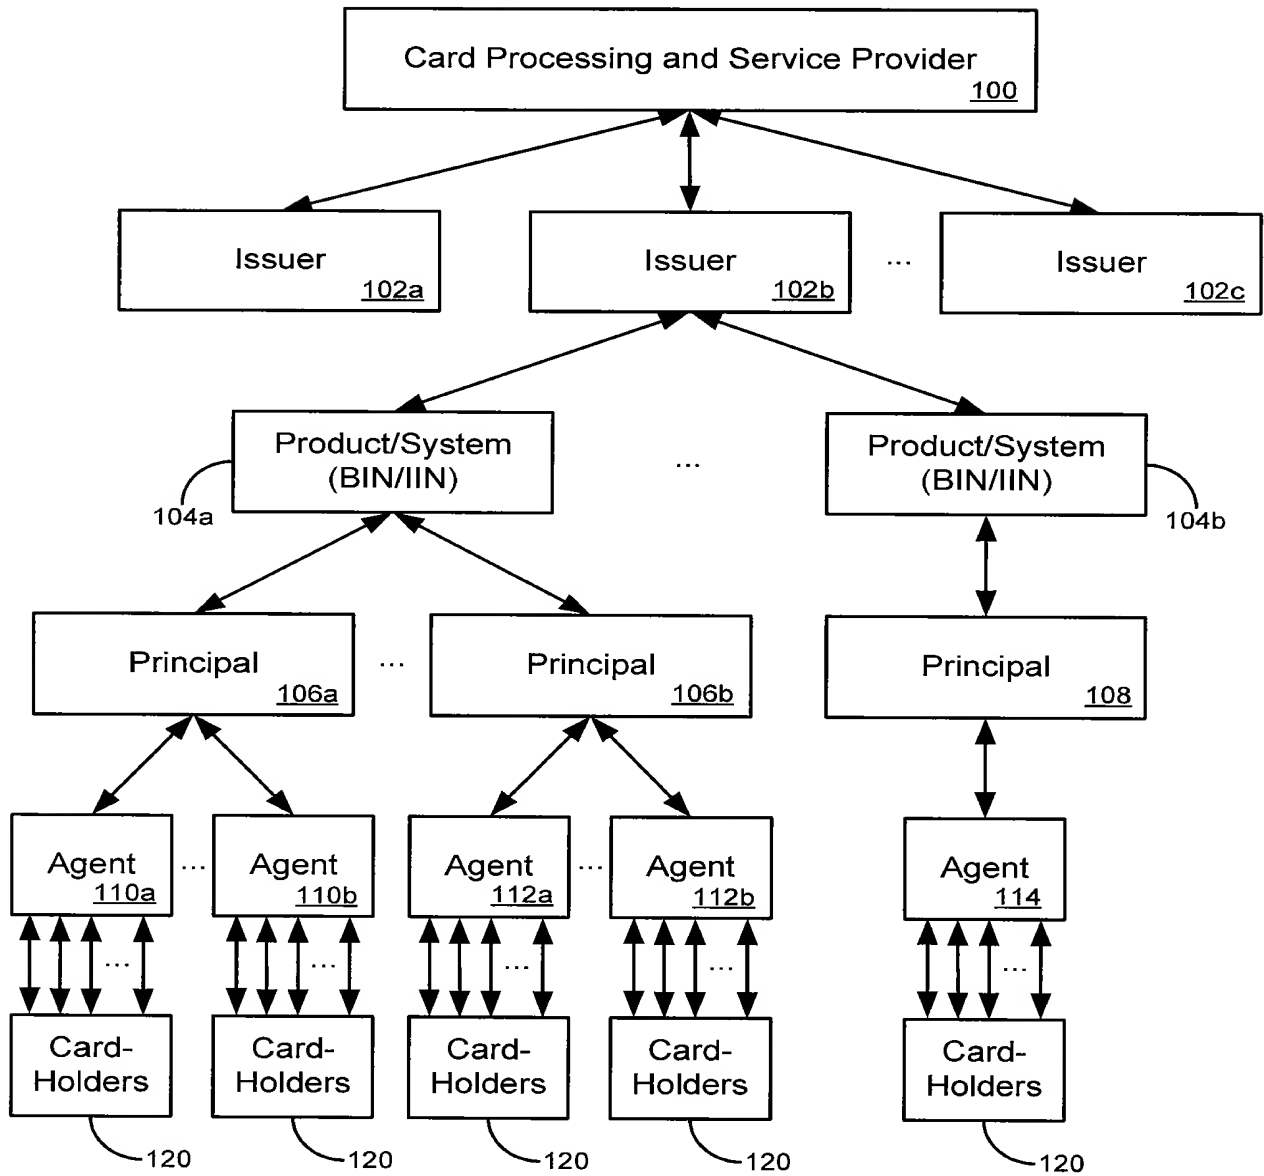 Card Processing and Service Provider
100
Issuer
102a
Issuer
102b
...
Issuer
102c
Product/System
(BIN/IIN)
104a
...
Product/System
(BIN/IIN)
104b
Principal
106a
...
Principal
106b
Principal
108
Agent
110a
...
Agent
110b
Agent
112a
...
Agent
112b
Agent
114
...
...
...
...
...
Card-
Holders
120
Card-
Holders
120
Card-
Holders
120
Card-
Holders
120
Card-
Holders
120